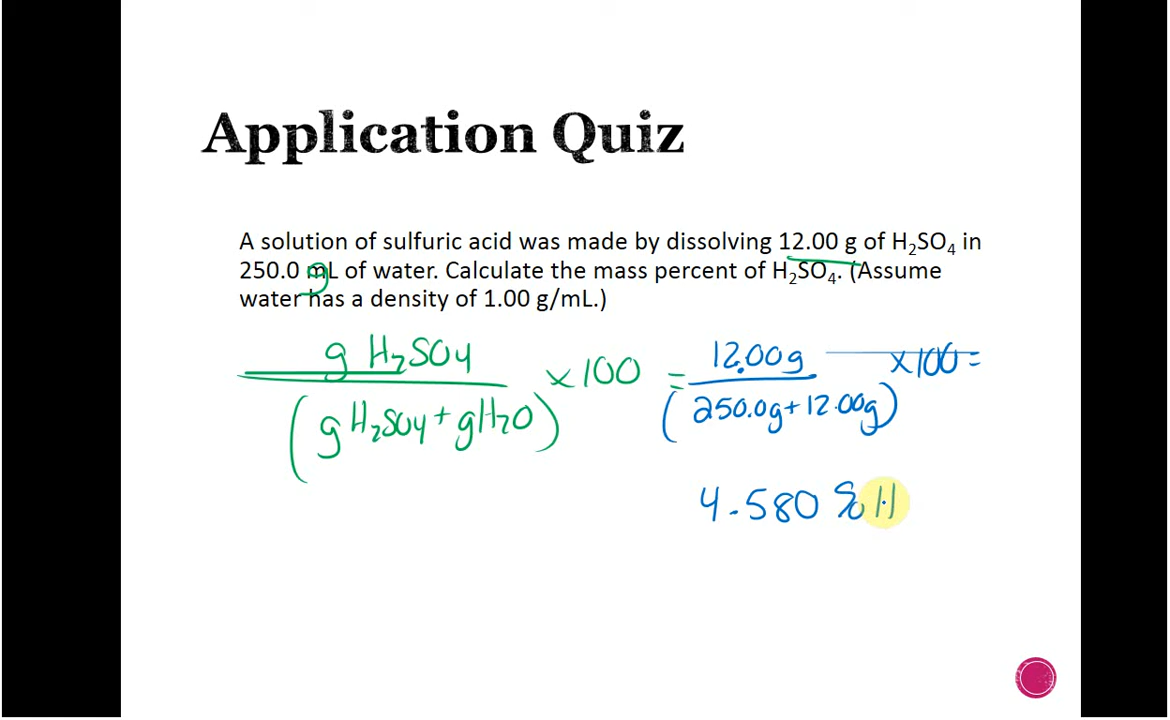 Application Quiz
A solution of sulfuric acid was made by dissolving 12.00 g of H₂SO₄ in
250.0 mL of water. Calculate the mass percent of H₂SO₄. (Assume
water has a density of 1.00 g/mL.)
g
g H₂SO₄
(g H₂SO₄ + g H₂O)
× 100
=
12.00g
(250.0g + 12.00g)
×100 =
4.580 % H